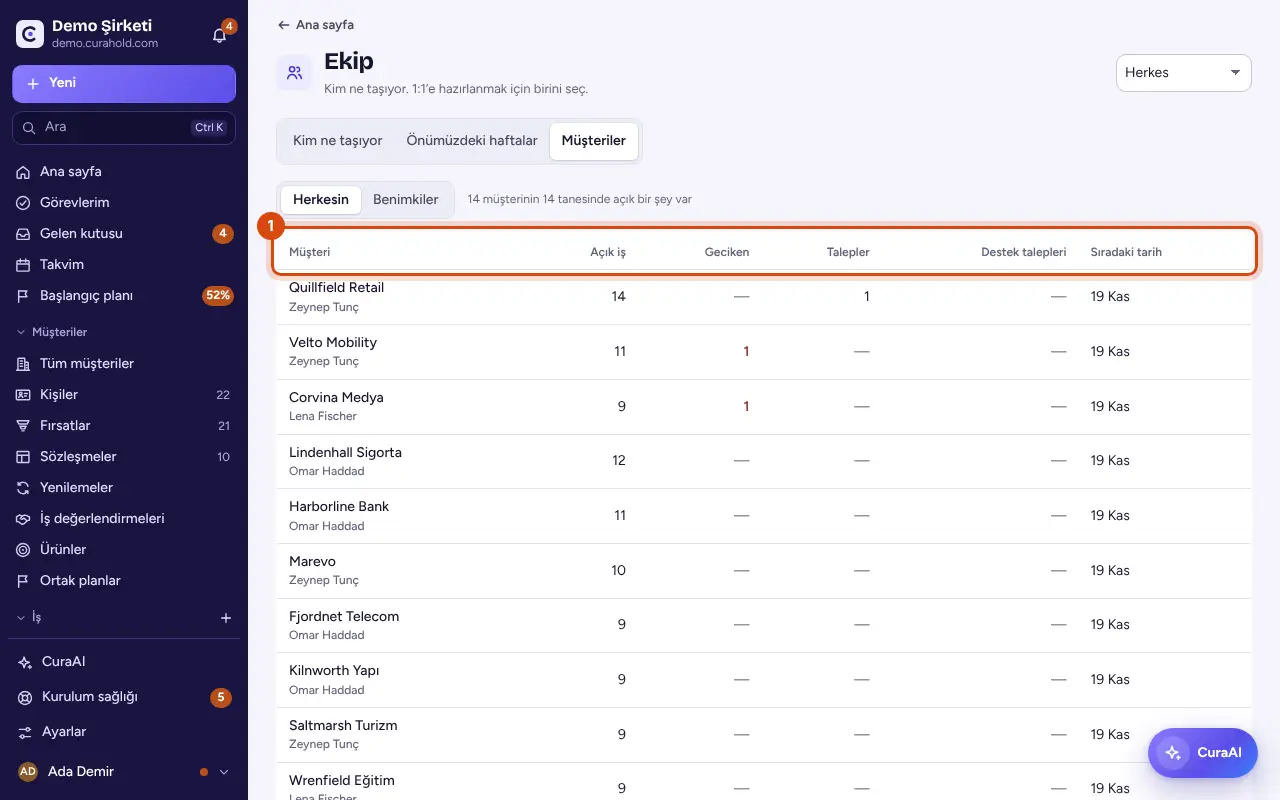 Demo Şirketi
demo.curahold.com
4
Yeni
Ara
Ctrl K
Ana sayfa
Görevlerim
Gelen kutusu
4
Takvim
Başlangıç planı
52%
Müşteriler
Tüm müşteriler
Kişiler
22
Fırsatlar
21
Sözleşmeler
10
Yenilemeler
İş değerlendirmeleri
Ürünler
Ortak planlar
İş
CuraAI
Kurulum sağlığı
5
Ayarlar
AD
Ada Demir
Ana sayfa
Ekip
Kim ne taşıyor. 1:1'e hazırlanmak için birini seç.
Herkes
Kim ne taşıyor
Önümüzdeki haftalar
Müşteriler
Herkesin
Benimkiler
14 müşterinin 14 tanesinde açık bir şey var
1
Müşteri Açık iş Geciken Talepler Destek talepleri Sıradaki tarih
Quillfield Retail 14 — 1 — 19 Kas
Zeynep Tunç
Velto Mobility 11 1 — — 19 Kas
Zeynep Tunç
Corvina Medya 9 1 — — 19 Kas
Lena Fischer
Lindenhall Sigorta 12 — — — 19 Kas
Omar Haddad
Harborline Bank 11 — — — 19 Kas
Omar Haddad
Marevo 10 — — — 19 Kas
Zeynep Tunç
Fjordnet Telecom 9 — — — 19 Kas
Omar Haddad
Kilnworth Yapı 9 — — — 19 Kas
Omar Haddad
Saltmarsh Turizm 9 — — — 19 Kas
Zeynep Tunç
Wrenfield Eğitim 9 — — — 19 Kas
Lena Fischer
CuraAI